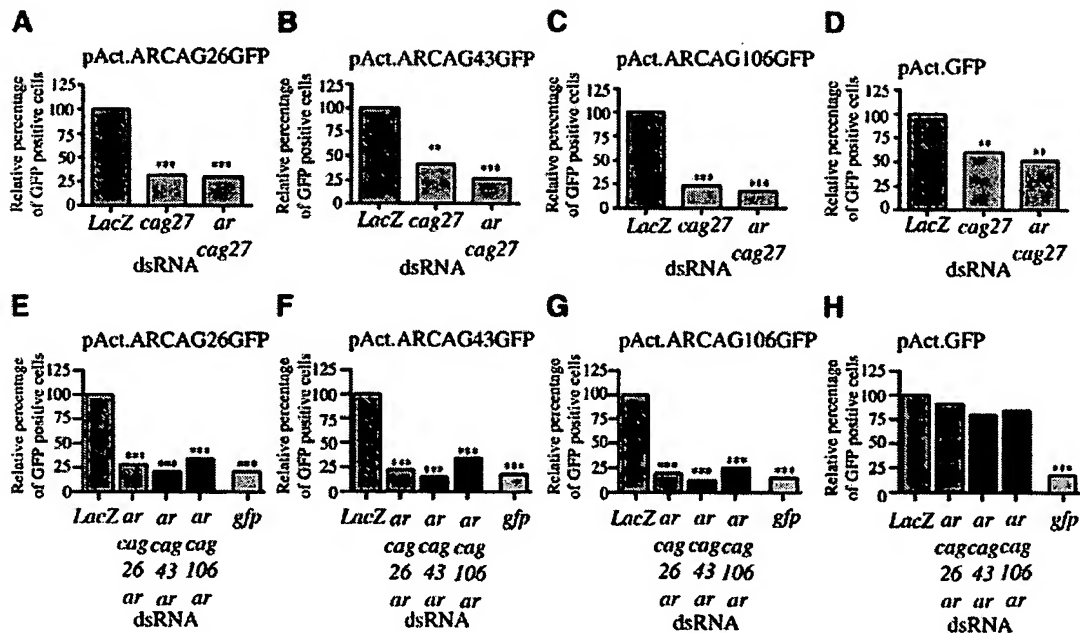 A
pAct.ARCAG26GFP
Relative percentage
of GFP positive cells
125
100
75
50
25
0
*** ***
LacZ cag27 ar
cag27
dsRNA
B
pAct.ARCAG43GFP
Relative percentage
of GFP positive cells
125
100
75
50
25
0
** ***
LacZ cag27 ar
cag27
dsRNA
C
pAct.ARCAG106GFP
Relative percentage
of GFP positive cells
125
100
75
50
25
0
*** ***
LacZ cag27 ar
cag27
dsRNA
D
pAct.GFP
Relative percentage
of GFP positive cells
125
100
75
50
25
0
** **
LacZ cag27 ar
cag27
dsRNA
E
pAct.ARCAG26GFP
Relative percentage
of GFP positive cells
125
100
75
50
25
0
*** *** *** ***
LacZ ar ar ar gfp
cag cag cag
26 43 106
ar ar ar
dsRNA
F
pAct.ARCAG43GFP
Relative percentage
of GFP positive cells
125
100
75
50
25
0
*** *** *** ***
LacZ ar ar ar gfp
cag cag cag
26 43 106
ar ar ar
dsRNA
G
pAct.ARCAG106GFP
Relative percentage
of GFP positive cells
125
100
75
50
25
0
*** *** *** ***
LacZ ar ar ar gfp
cag cag cag
26 43 106
ar ar ar
dsRNA
H
pAct.GFP
Relative percentage
of GFP positive cells
125
100
75
50
25
0
***
LacZ ar ar ar gfp
cag cag cag
26 43 106
ar ar ar
dsRNA